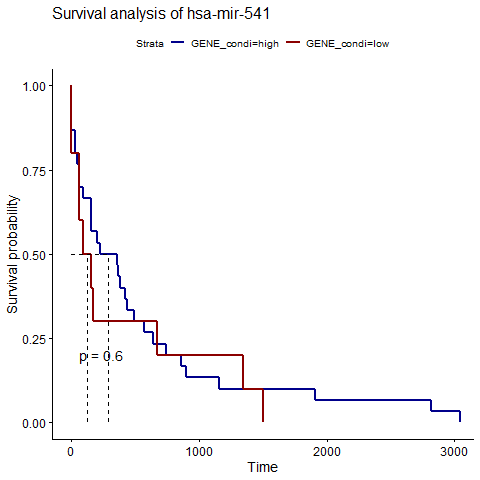 Survival analysis of hsa-mir-541
Strata GENE_condi=high GENE_condi=low
Survival probability
1.00
0.75
0.50
0.25
0.00
p = 0.6
0 1000 2000 3000
Time